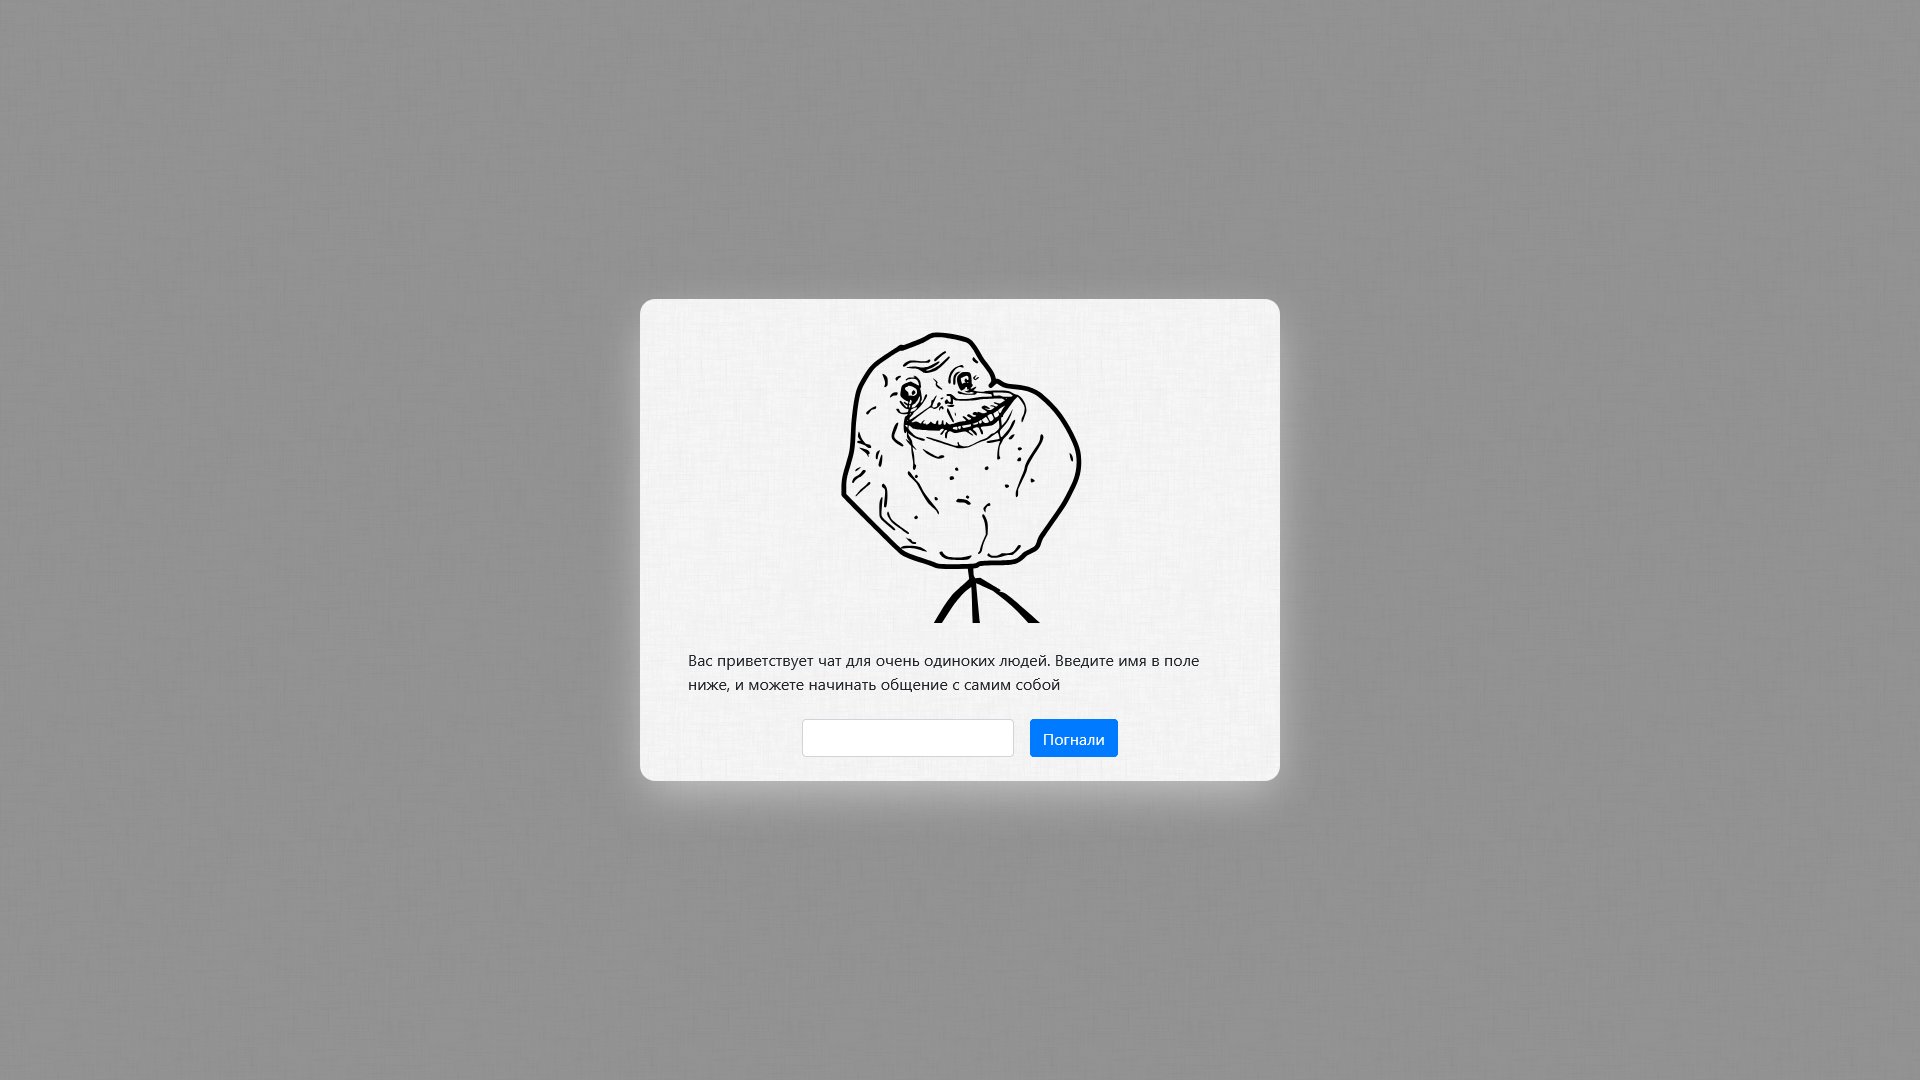 Вас приветствует чат для очень одиноких людей. Введите имя в поле
ниже, и можете начинать общение с самим собой
Погнали